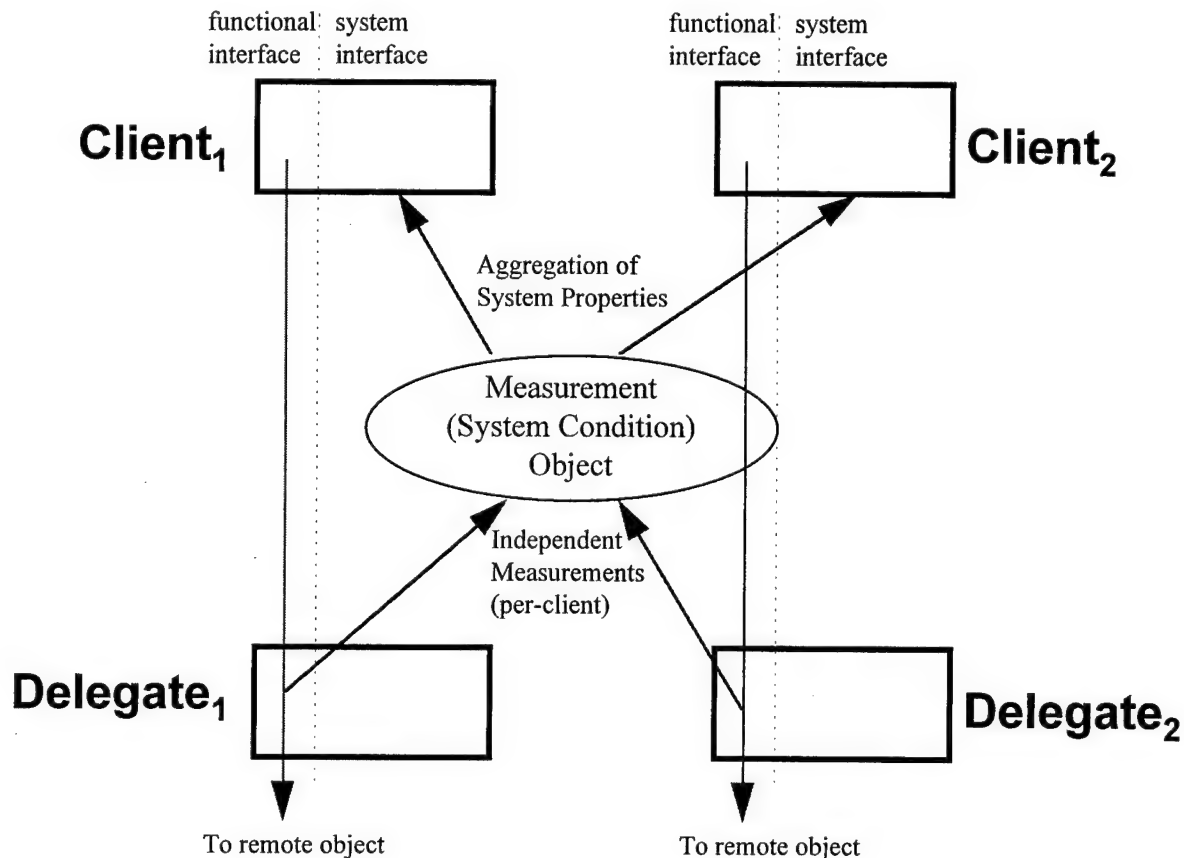 functional system
interface interface
functional system
interface interface
Client1
Client2
Aggregation of
System Properties
Measurement
(System Condition)
Object
Independent
Measurements
(per-client)
Delegate1
Delegate2
To remote object
To remote object